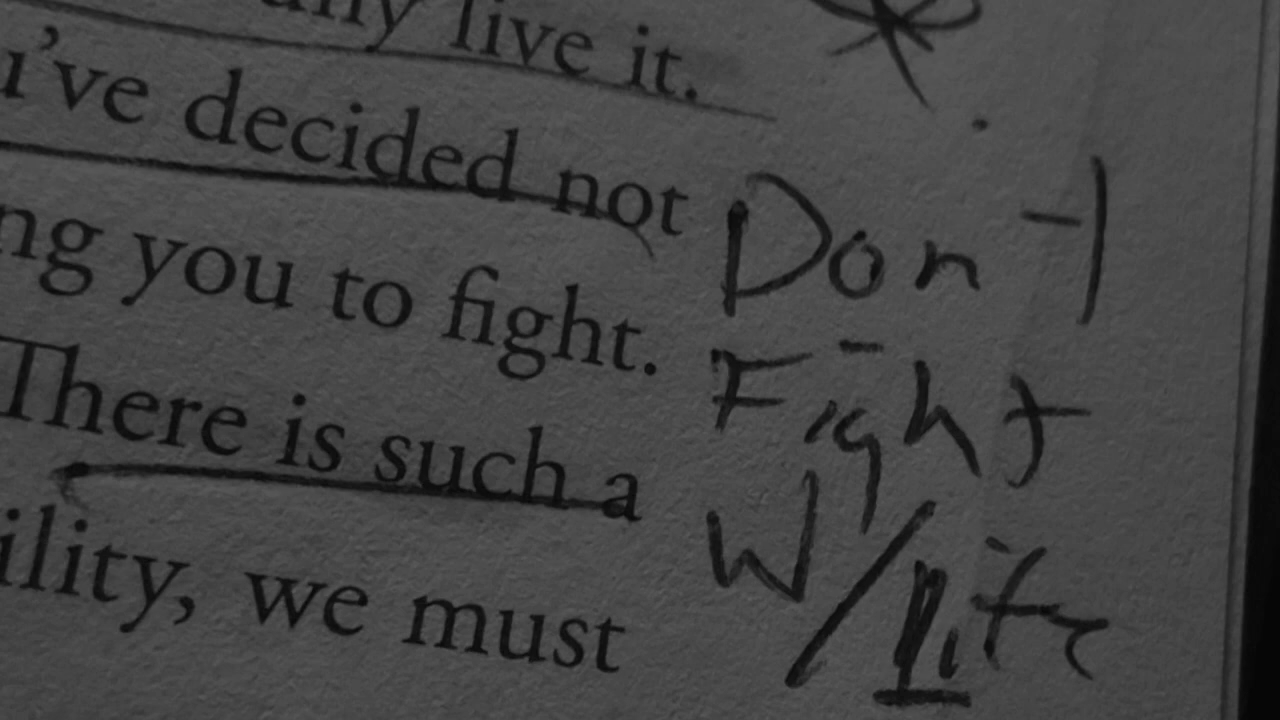 live it.
've decided not
ng you to fight.
There is such a
ility, we must
Don't
Fight
W/ life